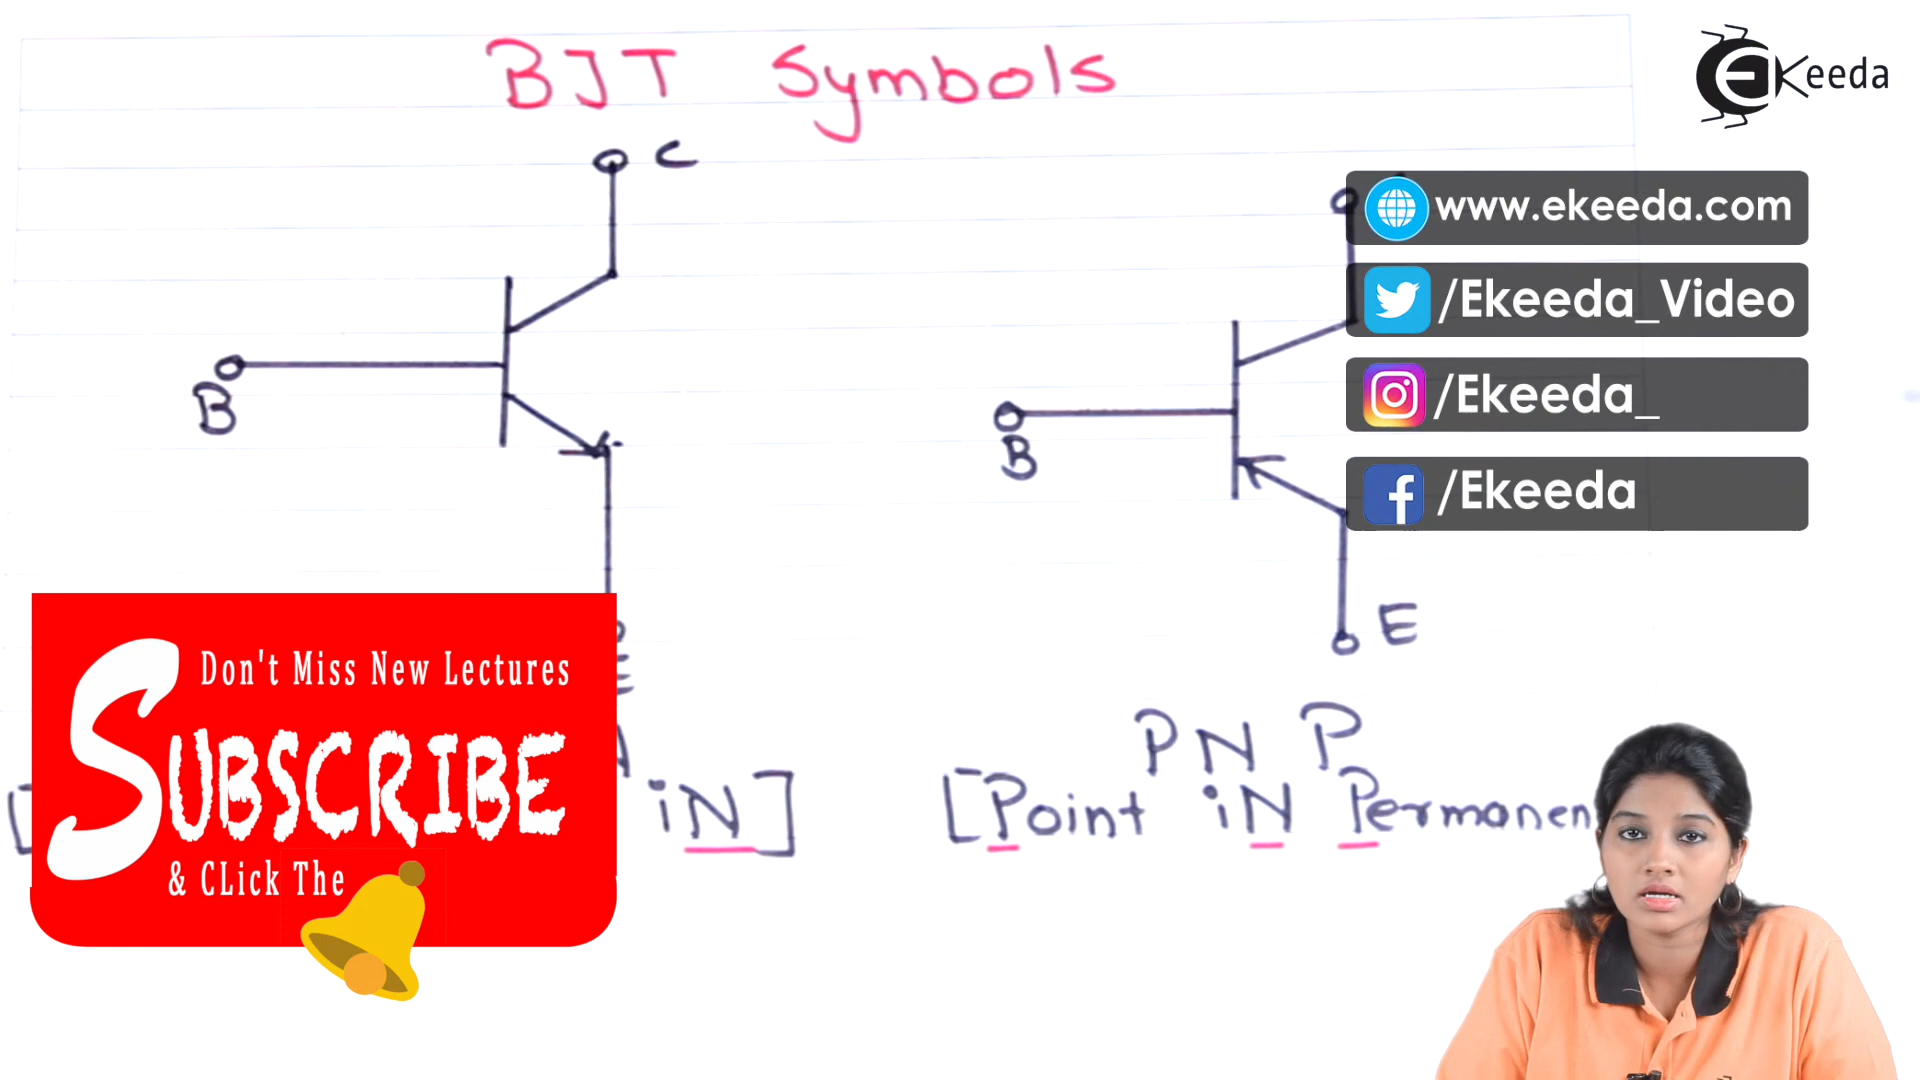 BJT Symbols
EKeeda
C
www.ekeeda.com
/Ekeeda_Video
/Ekeeda_
/Ekeeda
B
B
E
E
Don't Miss New Lectures
SUBSCRIBE
& CLick The
PNP
iN]
[Point iN Permanen